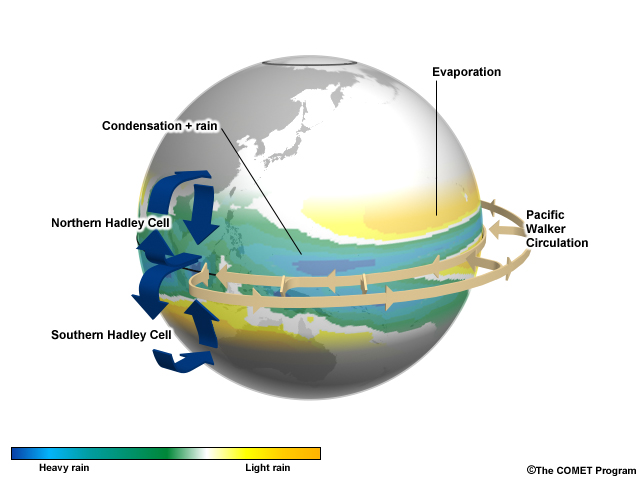 Evaporation
Condensation + rain
Northern Hadley Cell
Pacific
Walker
Circulation
Southern Hadley Cell
Heavy rain
Light rain
©The COMET Program